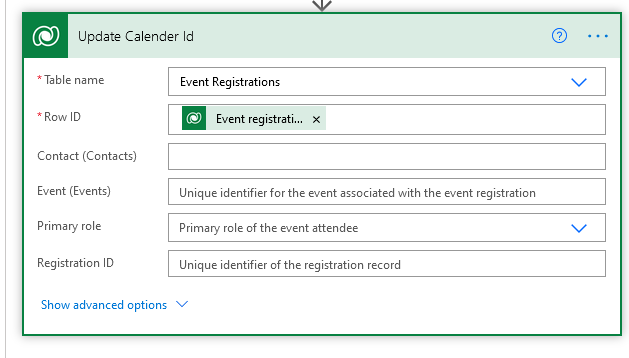 Update Calender Id
* Table name
Event Registrations
* Row ID
Event registrati... ×
Contact (Contacts)
Event (Events)
Unique identifier for the event associated with the event registration
Primary role
Primary role of the event attendee
Registration ID
Unique identifier of the registration record
Show advanced options